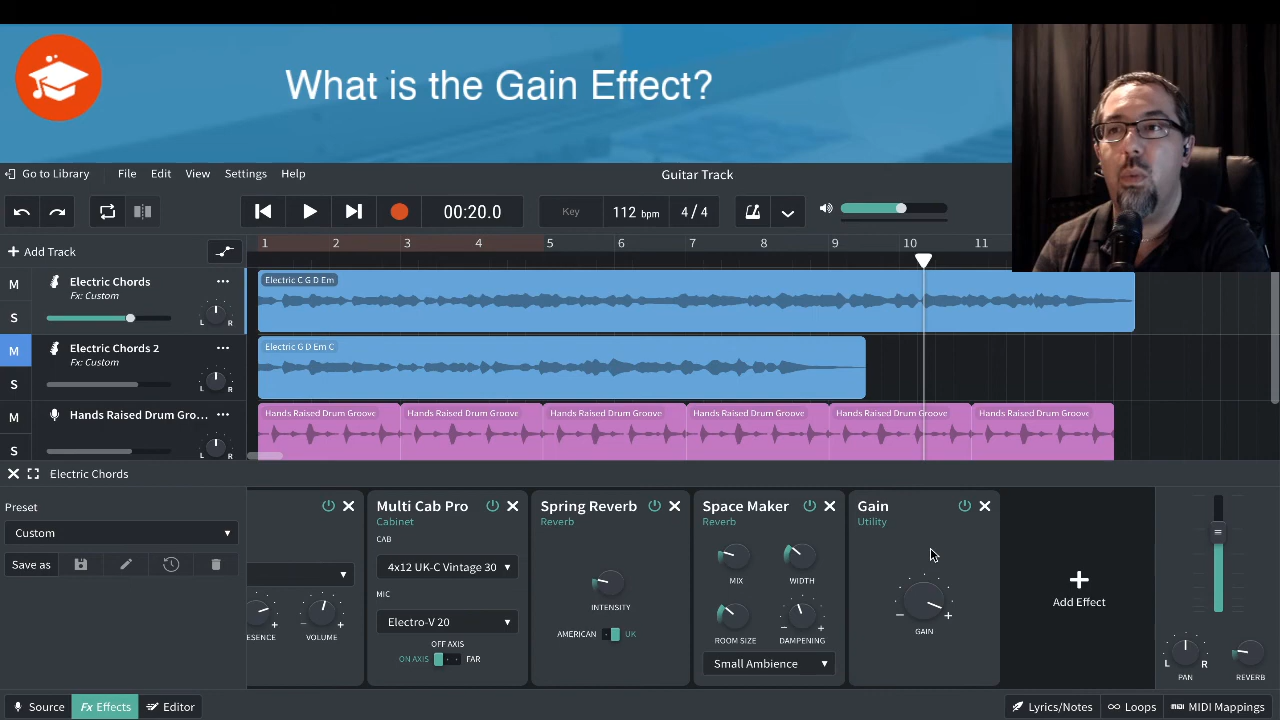 What is the Gain Effect?
Go to Library File Edit View Settings Help Guitar Track
00:20.0 Key 112 bpm 4 / 4
Add Track 1 2 3 4 5 6 7 8 9 10 11
M Electric Chords ...
Fx: Custom
S L R
Electric C G D Em
M Electric Chords 2 ...
Fx: Custom
S L R
Electric G D Em C
M Hands Raised Drum Gro... ...
S L R
Hands Raised Drum Groove Hands Raised Drum Groove Hands Raised Drum Groove Hands Raised Drum Groove Hands Raised Drum Groove Hands Raised Drum Groove
Electric Chords
Preset
Custom
Save as
ESENCE VOLUME
Multi Cab Pro
Cabinet
CAB
4x12 UK-C Vintage 30
MIC
Electro-V 20
OFF AXIS
ON AXIS FAR
Spring Reverb
Reverb
INTENSITY
AMERICAN UK
Space Maker
Reverb
MIX WIDTH
ROOM SIZE DAMPENING
Small Ambience
Gain
Utility
GAIN
Add Effect
L R
PAN REVERB
Source Fx Effects Editor Lyrics/Notes Loops MIDI Mappings